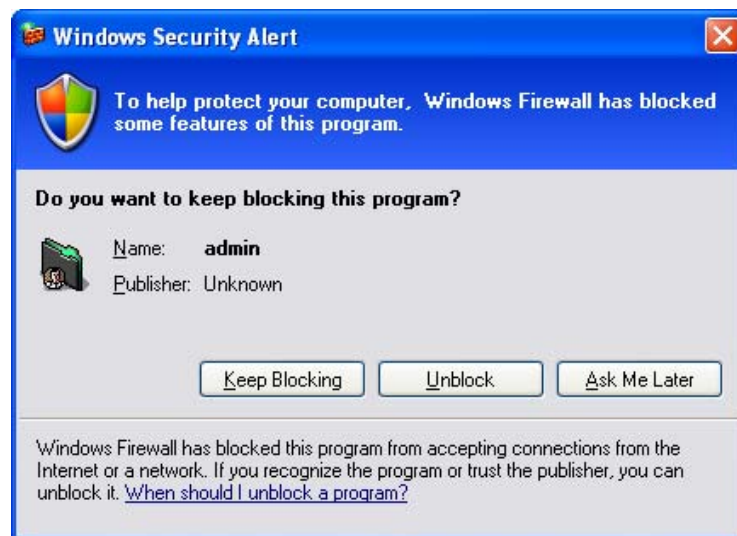 Windows Security Alert
To help protect your computer, Windows Firewall has blocked
some features of this program.
Do you want to keep blocking this program?
Name: admin
Publisher: Unknown
Keep Blocking Unblock Ask Me Later
Windows Firewall has blocked this program from accepting connections from the
Internet or a network. If you recognize the program or trust the publisher, you can
unblock it. When should I unblock a program?